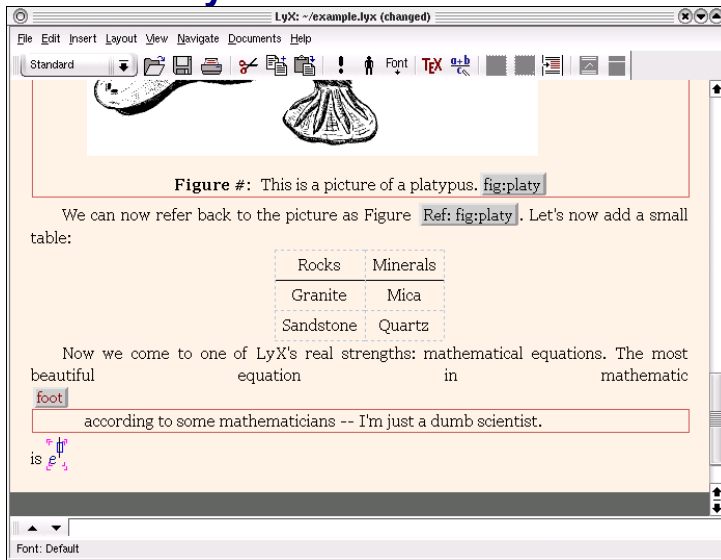 LyX: ~/example.lyx (changed)
File Edit Insert Layout View Navigate Documents Help
Standard Font TEX a+b c
Figure #: This is a picture of a platypus. fig:platy
We can now refer back to the picture as Figure Ref: fig:platy . Let's now add a small
table:
Rocks Minerals
Granite Mica
Sandstone Quartz
Now we come to one of LyX's real strengths: mathematical equations. The most
beautiful equation in mathematic
foot
according to some mathematicians -- I'm just a dumb scientist.
is e
Font: Default